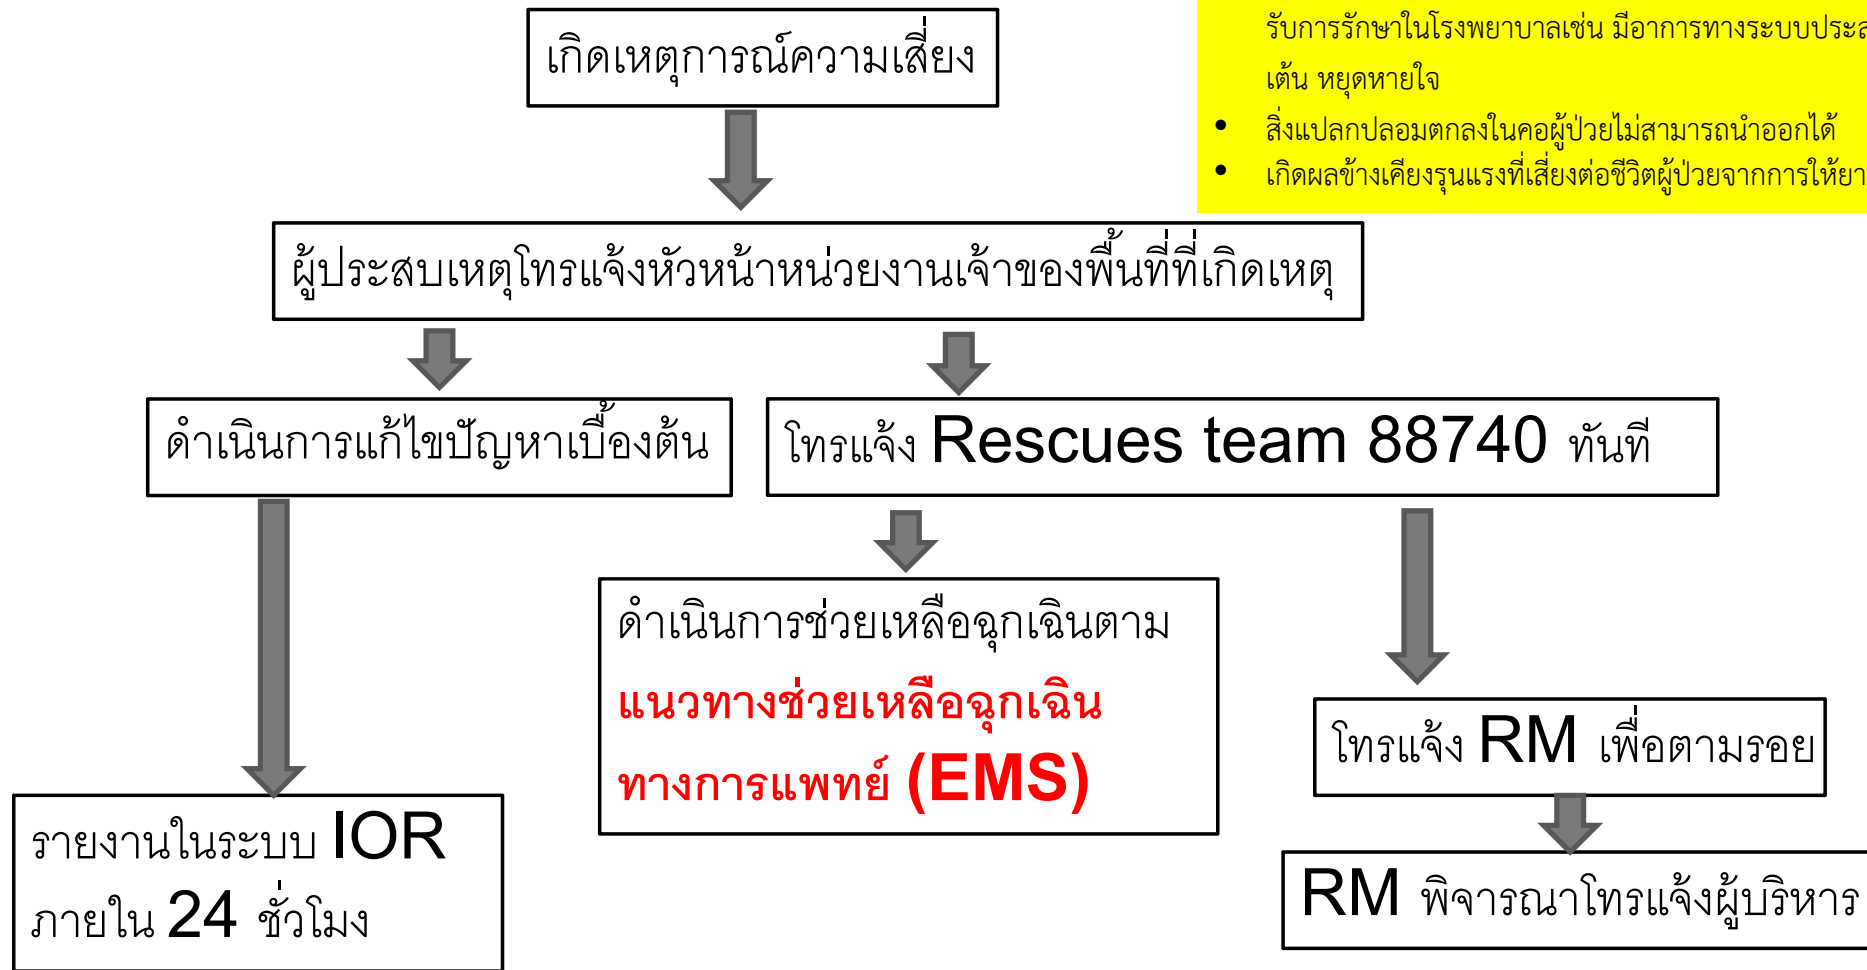 เกิดเหตุการณ์ความเสี่ยง
รับการรักษาในโรงพยาบาลเช่น มีอาการทางระบบ
เต้น หยุดหายใจ
• สิ่งแปลกปลอมตกลงในคอผู้ป่วยไม่สามารถนำออกได้
• เกิดผลข้างเคียงรุนแรงที่เสี่ยงต่อชีวิตผู้ป่วยจากการให้ยา
ผู้ประสบเหตุโทรแจ้งหัวหน้าหน่วยงานเจ้าของพื้นที่ที่เกิดเหตุ
ดำเนินการแก้ไขปัญหาเบื้องต้น
โทรแจ้ง Rescues team 88740 ทันที
ดำเนินการช่วยเหลือฉุกเฉินตาม
แนวทางช่วยเหลือฉุกเฉิน
ทางการแพทย์ (EMS)
โทรแจ้ง RM เพื่อตามรอย
รายงานในระบบ IOR
ภายใน 24 ชั่วโมง
RM พิจารณาโทรแจ้งผู้บริหาร